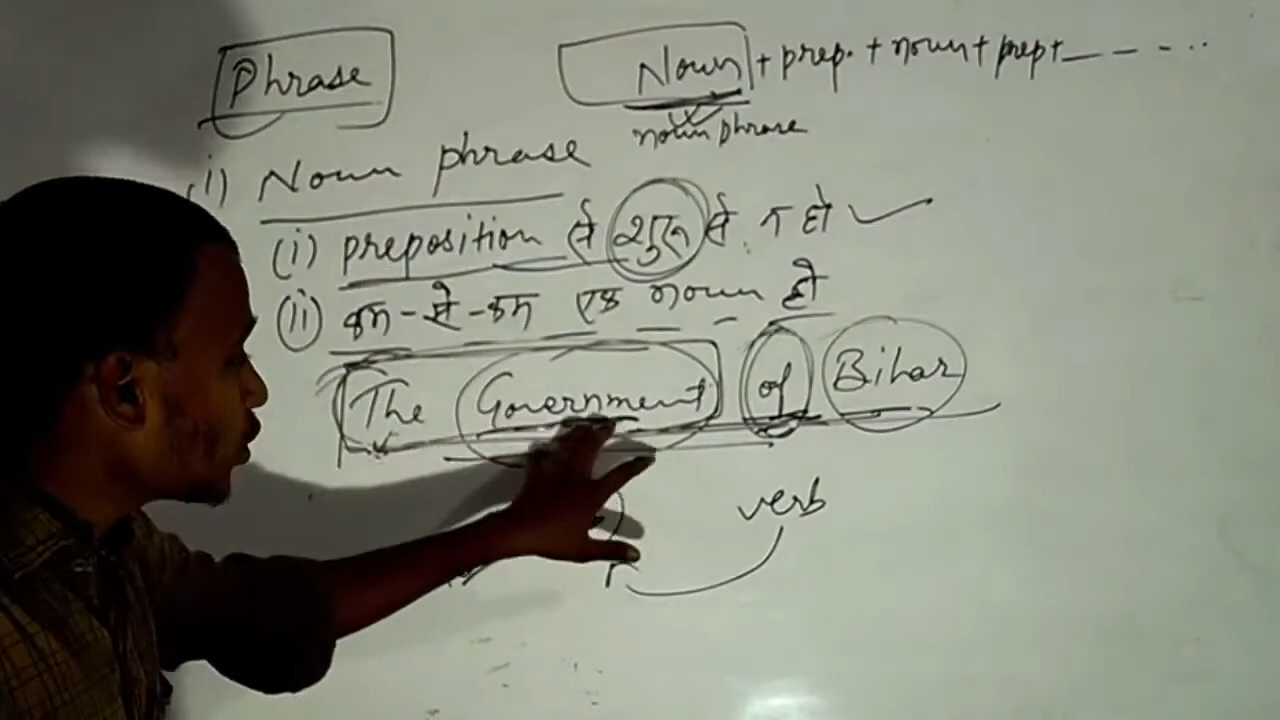 Phrase
Noun + prep. + noun + prep + _ _ _ ...
noun phrase
(i) Noun phrase
(i) preposition से शुरू से न हो ✓
(ii) कम-से-कम एक noun हो
The Government of Bihar
verb